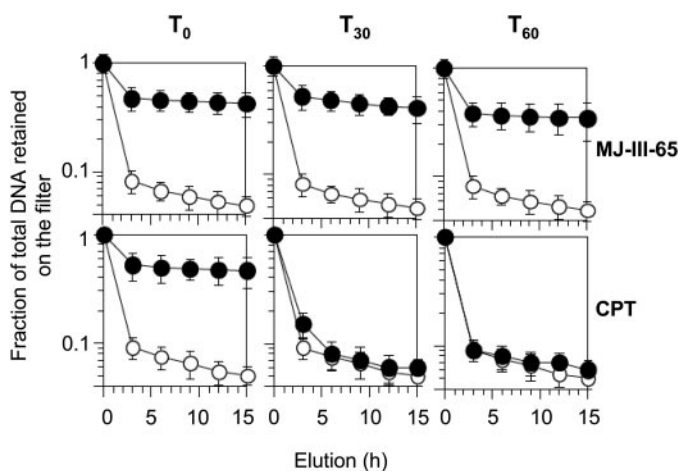 T0 T30 T60
1
0.1
MJ-III-65
1
0.1
CPT
0 5 10 15 0 5 10 15 0 5 10 15
Fraction of total DNA retained
on the filter
Elution (h)